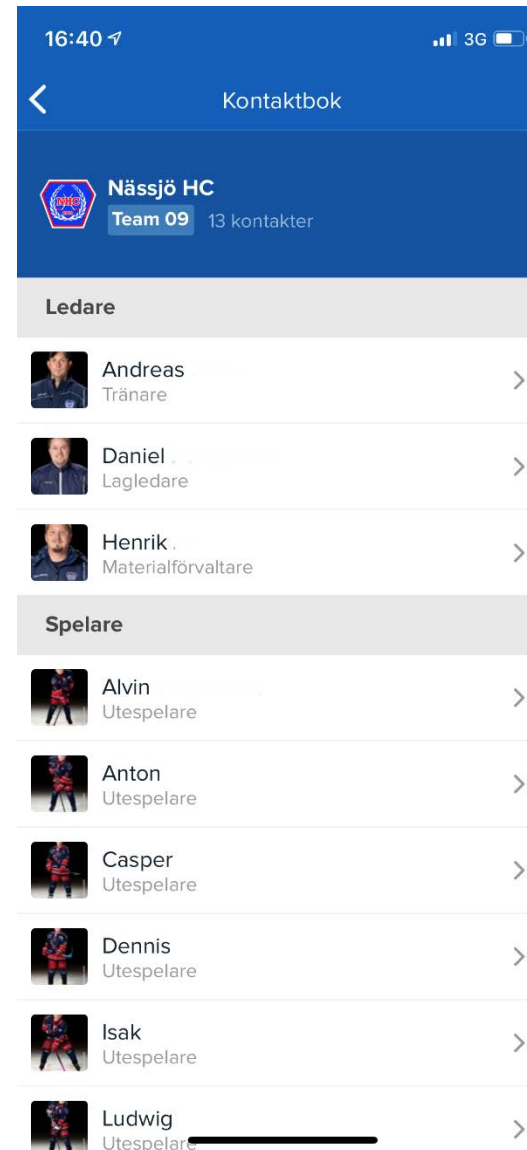 16:40
3G
Kontaktbok
NHC
Nässjö HC
Team 09 13 kontakter
Ledare
Andreas
Tränare
Daniel
Lagledare
Henrik
Materialförvaltare
Spelare
Alvin
Utespelare
Anton
Utespelare
Casper
Utespelare
Dennis
Utespelare
Isak
Utespelare
Ludwig
Utespelare